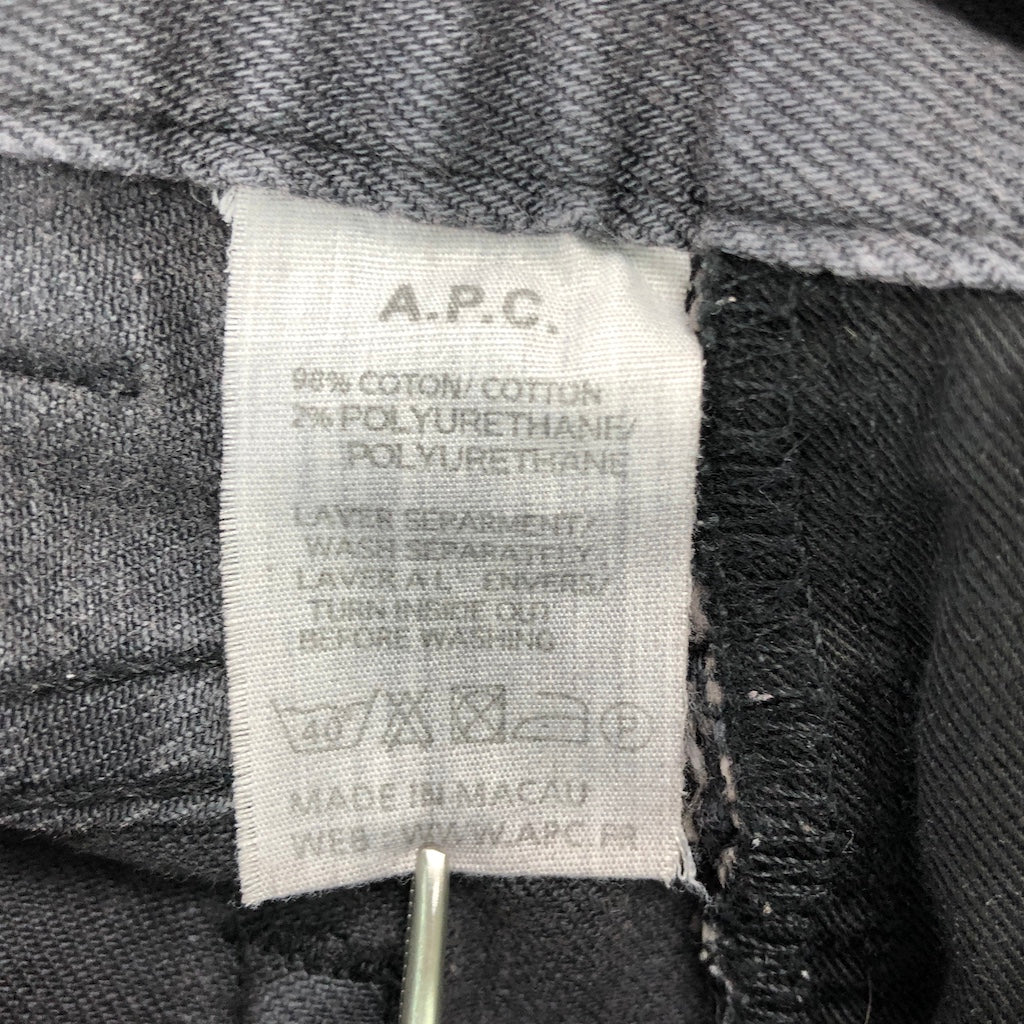 A.P.C.
98% COTON/ COTTON
2% POLYURETHANE/
POLYURETHANE
LAVER SEPARMENT/
WASH SEPARATELY
LAVER A L' ENVERS/
TURN INSIDE OUT
BEFORE WASHING
40 P
MADE IN MACAU
WEB WWW.APC.FR